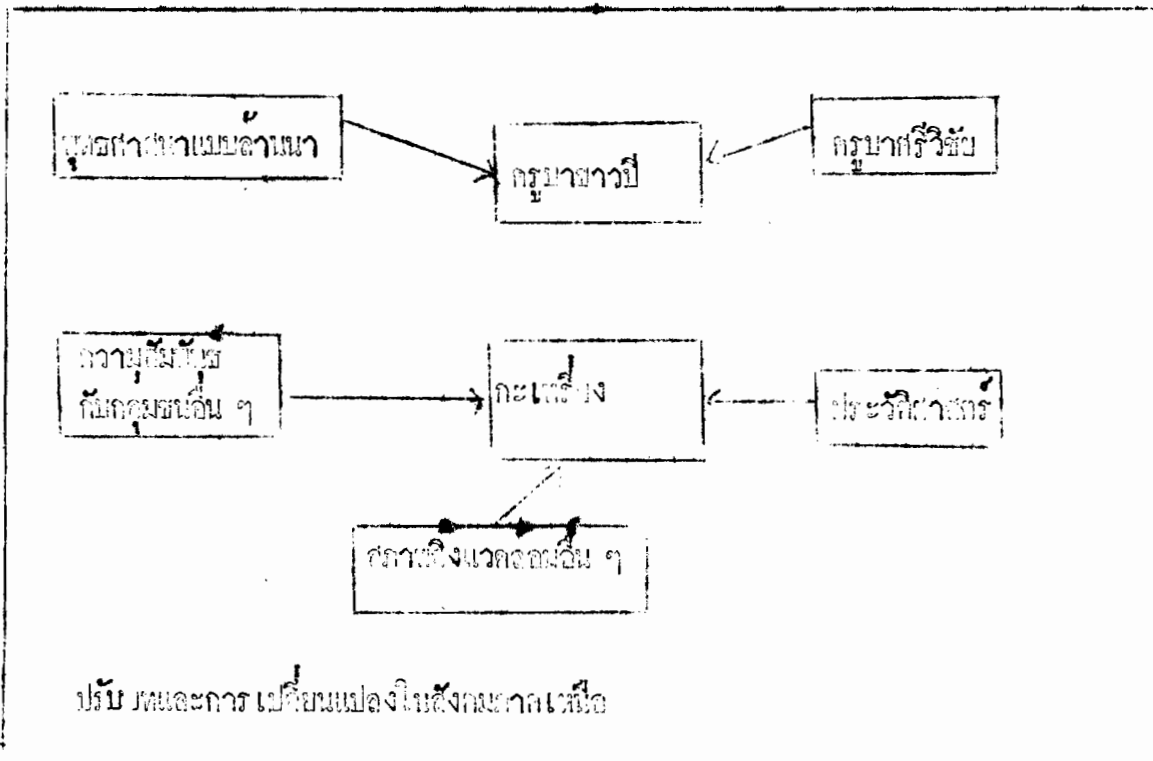 พุทธศาสนาแบบล้านนา
ครูบาขาวปี
ครูบาศรีวิชัย
ความสัมพันธ์
กับกลุ่มชนอื่น ๆ
กะเหรี่ยง
ประวัติศาสตร์
สภาพสิ่งแวดล้อมอื่น ๆ
ปริบทและการเปลี่ยนแปลงในสังคมภาคเหนือ